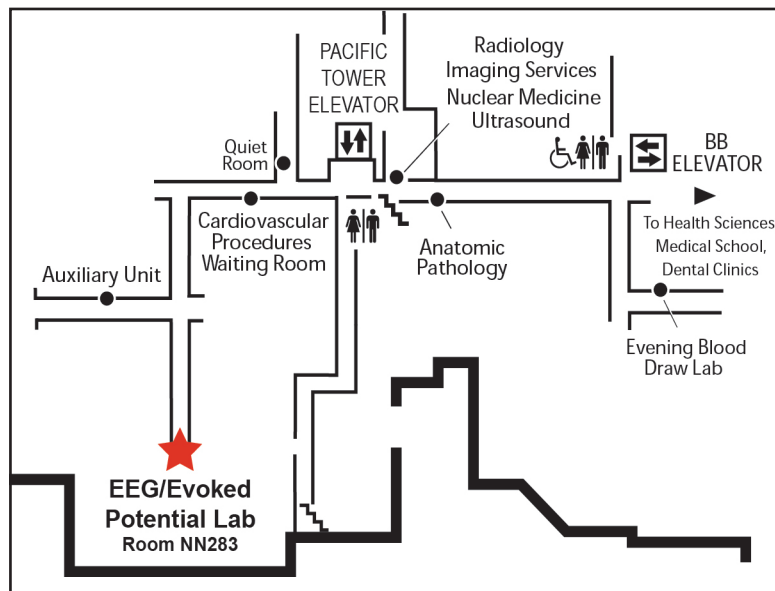 PACIFIC
TOWER
ELEVATOR
Radiology
Imaging Services
Nuclear Medicine
Ultrasound
Quiet
Room
BB
ELEVATOR
To Health Sciences
Medical School,
Dental Clinics
Cardiovascular
Procedures
Waiting Room
Anatomic
Pathology
Auxiliary Unit
Evening Blood
Draw Lab
EEG/Evoked
Potential Lab
Room NN283